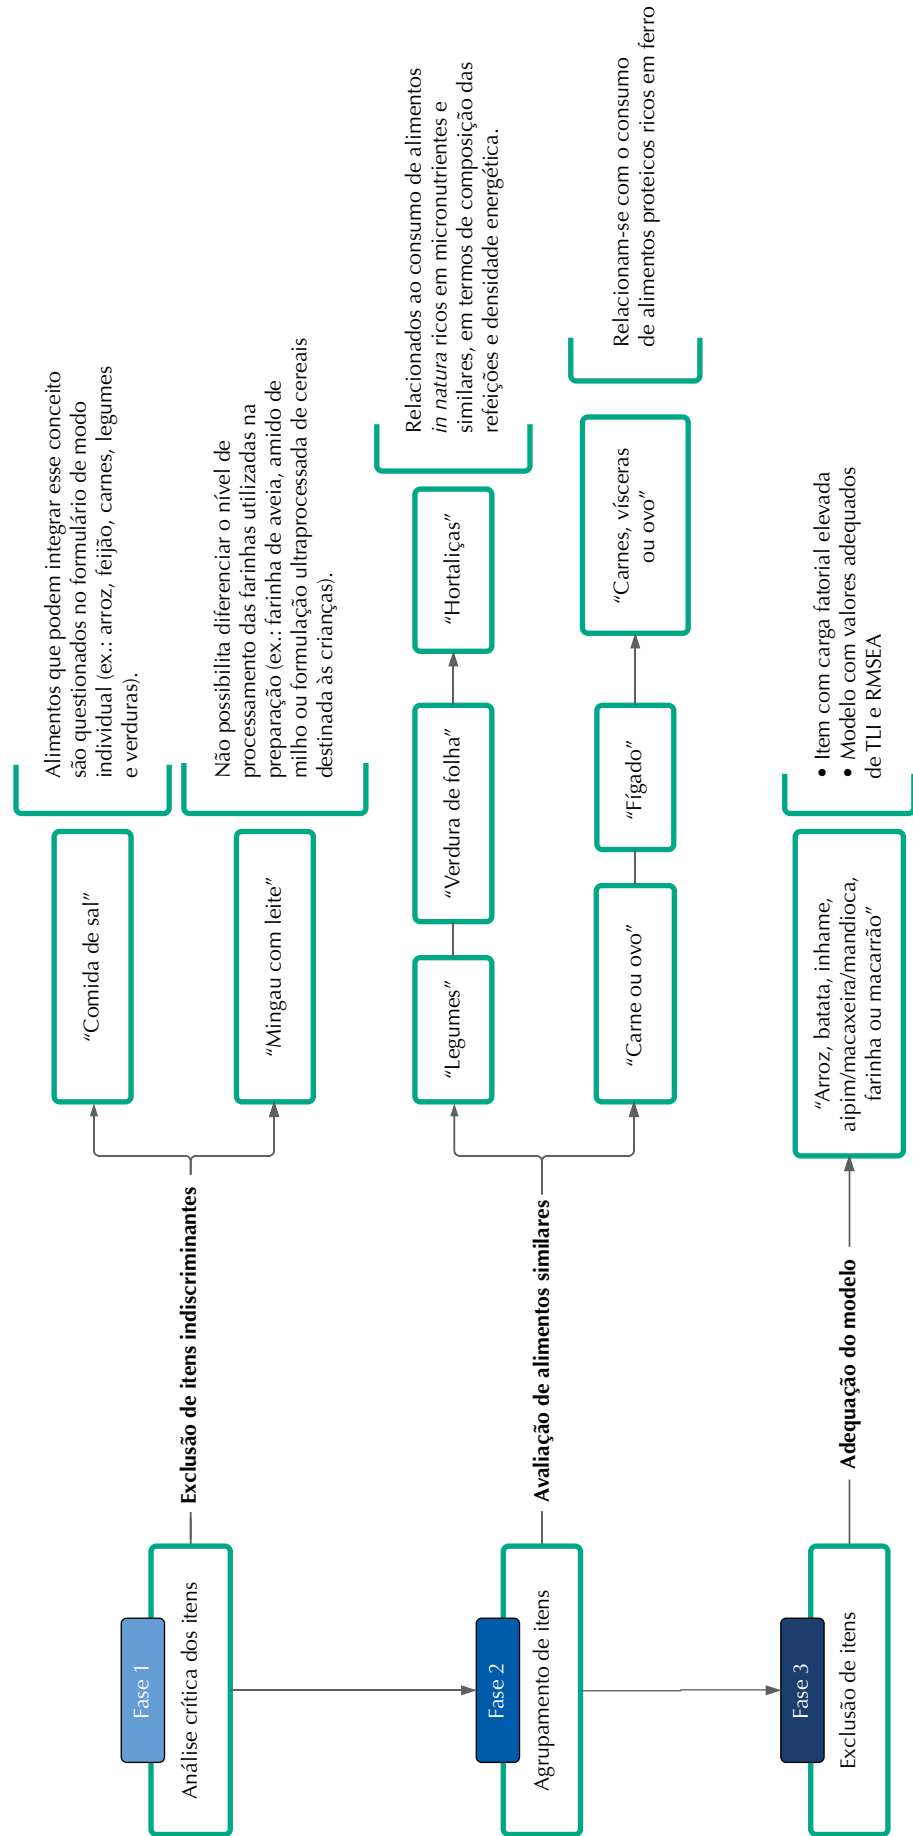 Fase 1
Análise crítica dos itens
Exclusão de itens indiscriminantes
“Comida de sal”
Alimentos que podem integrar esse conceito
são questionados no formulário de modo
individual (ex.: arroz, feijão, carnes, legumes
e verduras).
“Mingau com leite”
Não possibilita diferenciar o nível de
processamento das farinhas utilizadas na
preparação (ex.: farinha de aveia, amido de
milho ou formulação ultraprocessada de cereais
destinada às crianças).
Fase 2
Agrupamento de itens
Avaliação de alimentos similares
“Legumes”
“Verdura de folha”
“Hortaliças”
Relacionados ao consumo de alimentos
in natura ricos em micronutrientes e
similares, em termos de composição das
refeições e densidade energética.
“Carne ou ovo”
“Fígado”
“Carnes, vísceras
ou ovo”
Relacionam-se com o consumo
de alimentos proteicos ricos em ferro
Fase 3
Exclusão de itens
Adequação do modelo
“Arroz, batata, inhame,
aipim/macaxeira/mandioca,
farinha ou macarrão”
• Item com carga fatorial elevada
• Modelo com valores adequados
de TLI e RMSEA